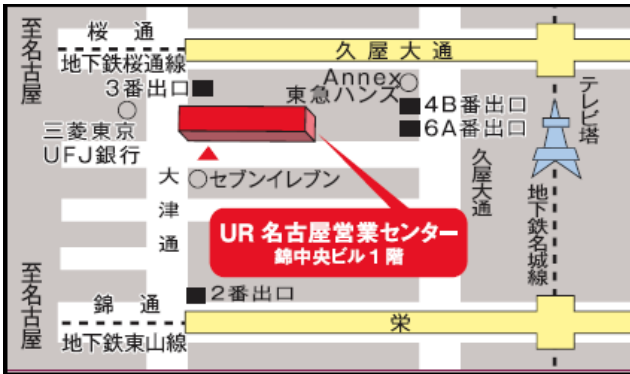 至名古屋
桜通
地下鉄桜通線
久屋大通
3番出口
Annex
東急ハンズ
4B番出口
6A番出口
テレビ塔
三菱東京
UFJ銀行
大津通
セブンイレブン
久屋大通
地下鉄名城線
UR 名古屋営業センター
錦中央ビル1階
至名古屋
錦通
2番出口
地下鉄東山線
栄